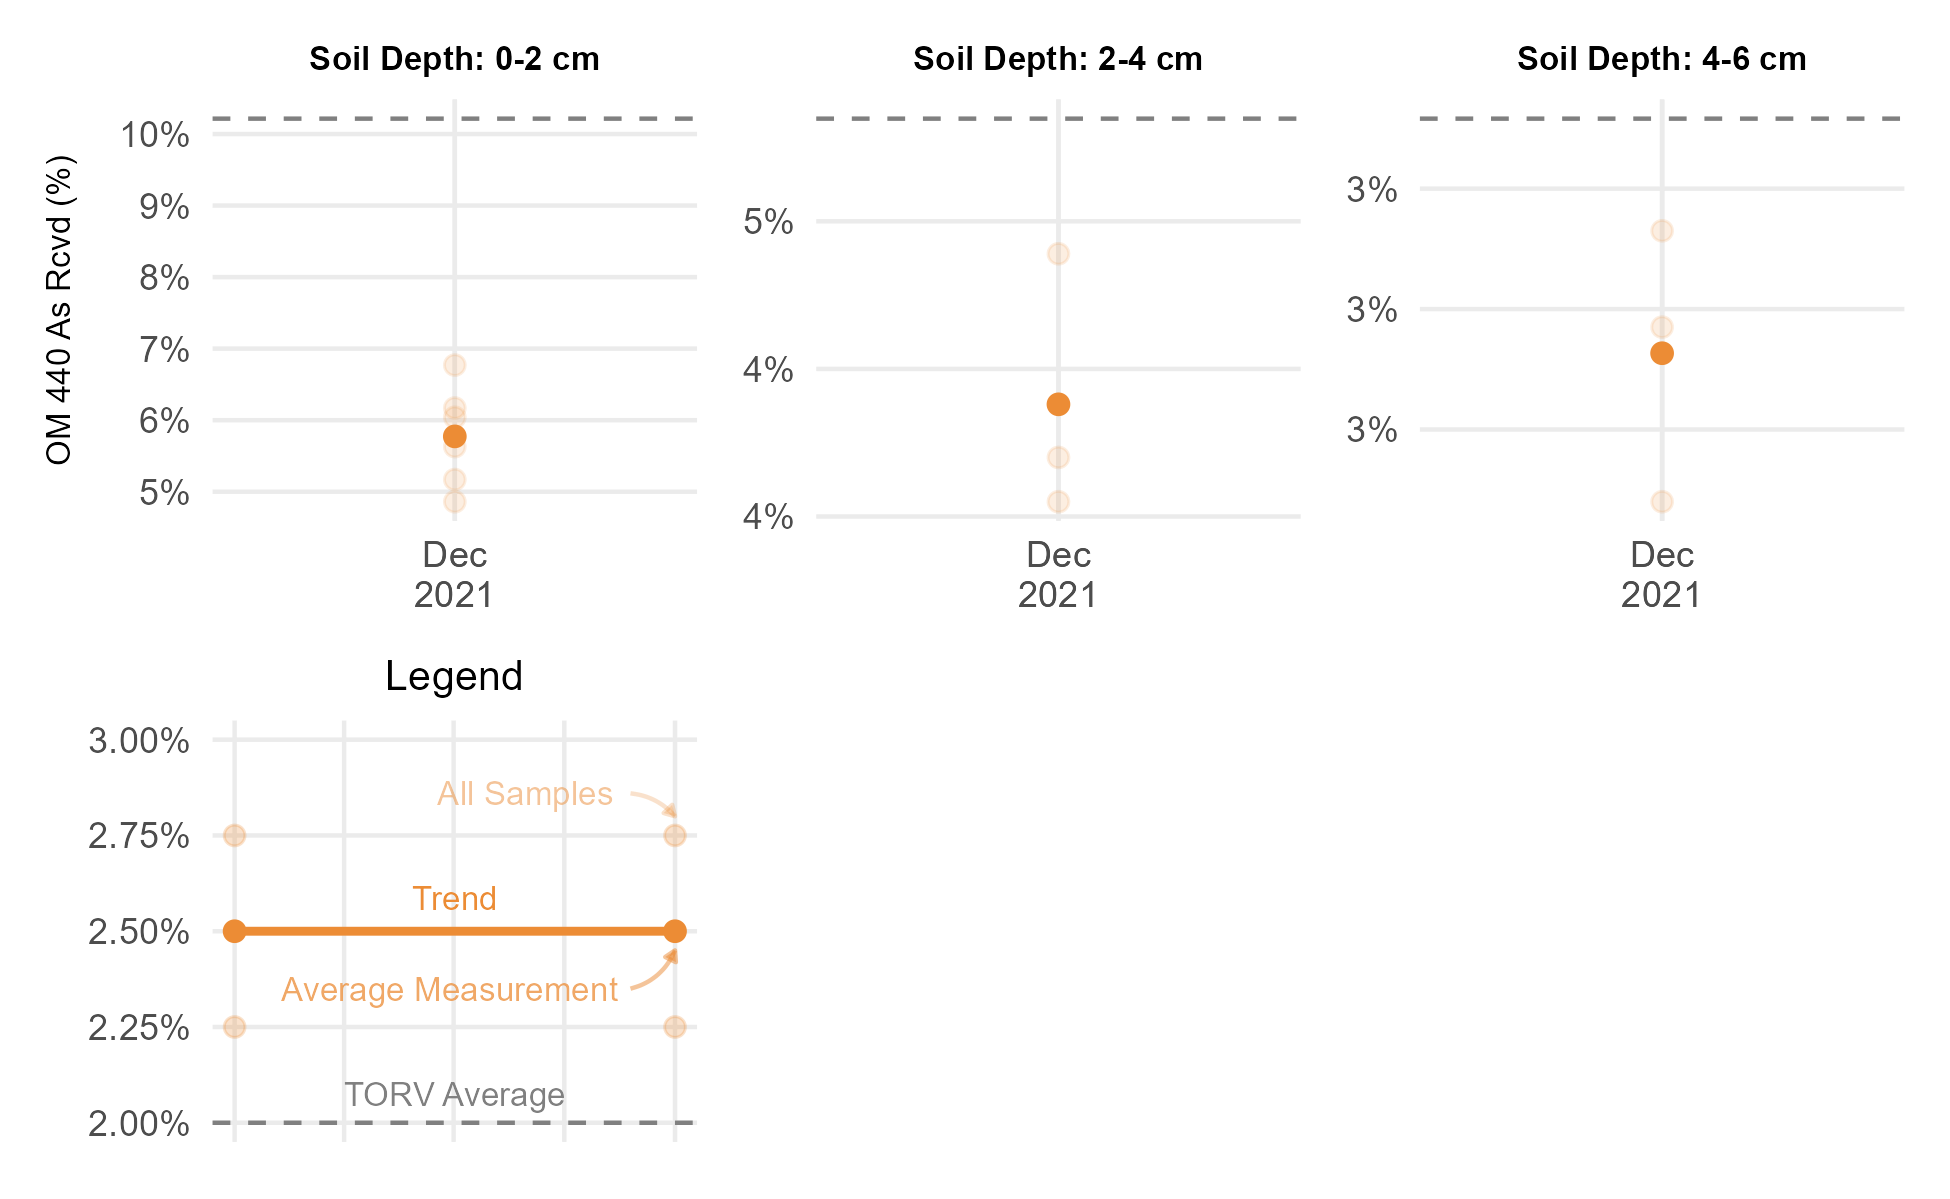 Soil Depth: 0-2 cm
Soil Depth: 2-4 cm
Soil Depth: 4-6 cm
OM 440 As Rcvd (%)
10%
9%
8%
7%
6%
5%
5%
4%
4%
3%
3%
3%
Dec
2021
Dec
2021
Dec
2021
Legend
3.00%
2.75%
2.50%
2.25%
2.00%
All Samples
Trend
Average Measurement
TORV Average